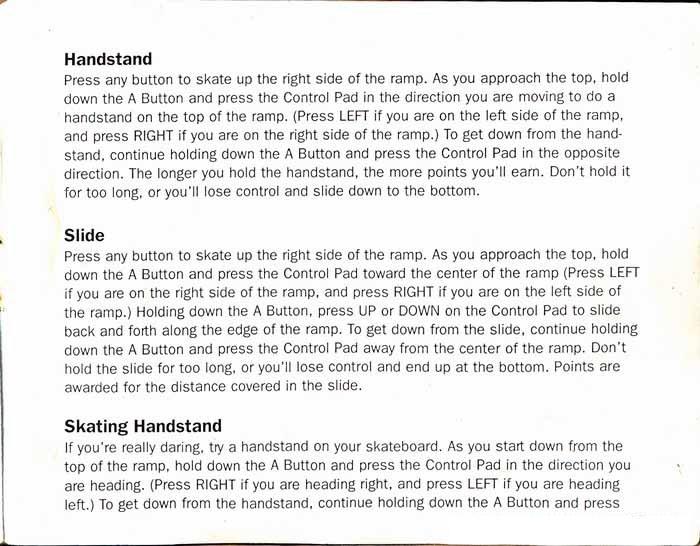 Handstand
Press any button to skate up the right side of the ramp. As you approach the top, hold
down the A Button and press the Control Pad in the direction you are moving to do a
handstand on the top of the ramp. (Press LEFT if you are on the left side of the ramp,
and press RIGHT if you are on the right side of the ramp.) To get down from the hand-
stand, continue holding down the A Button and press the Control Pad in the opposite
direction. The longer you hold the handstand, the more points you'll earn. Don't hold it
for too long, or you'll lose control and slide down to the bottom.
Slide
Press any button to skate up the right side of the ramp. As you approach the top, hold
down the A Button and press the Control Pad toward the center of the ramp (Press LEFT
if you are on the right side of the ramp, and press RIGHT if you are on the left side of
the ramp.) Holding down the A Button, press UP or DOWN on the Control Pad to slide
back and forth along the edge of the ramp. To get down from the slide, continue holding
down the A Button and press the Control Pad away from the center of the ramp. Don't
hold the slide for too long, or you'll lose control and end up at the bottom. Points are
awarded for the distance covered in the slide.
Skating Handstand
If you're really daring, try a handstand on your skateboard. As you start down from the
top of the ramp, hold down the A Button and press the Control Pad in the direction you
are heading. (Press RIGHT if you are heading right, and press LEFT if you are heading
left.) To get down from the handstand, continue holding down the A Button and press